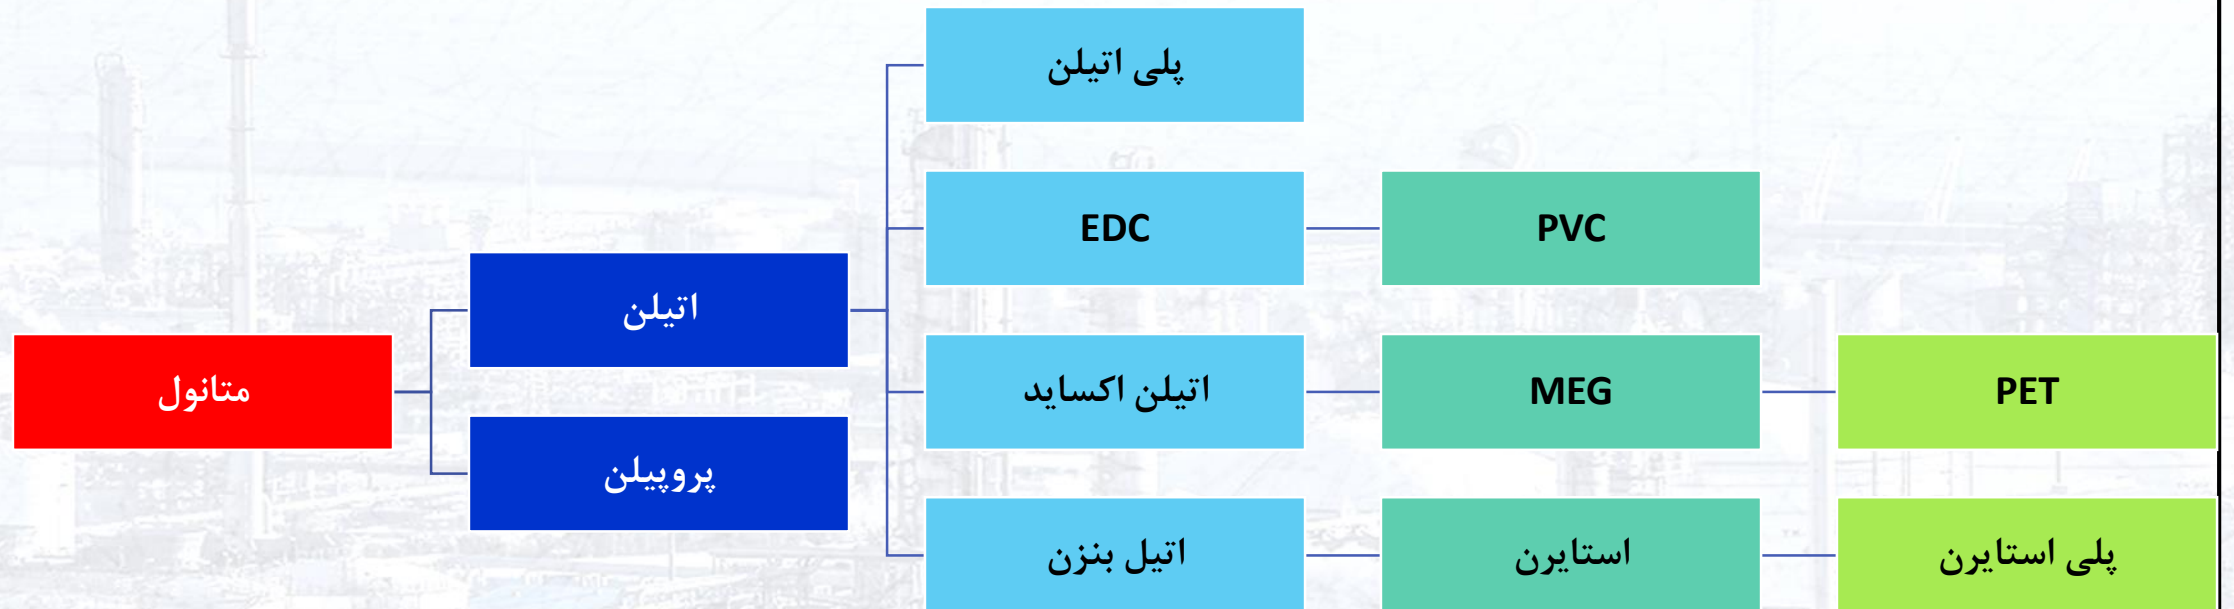 پلی اتیلن
EDC
PVC
اتیلن
متانول
اتیلن اکساید
MEG
PET
پروپیلن
اتیل بنزن
استایرن
پلی استایرن